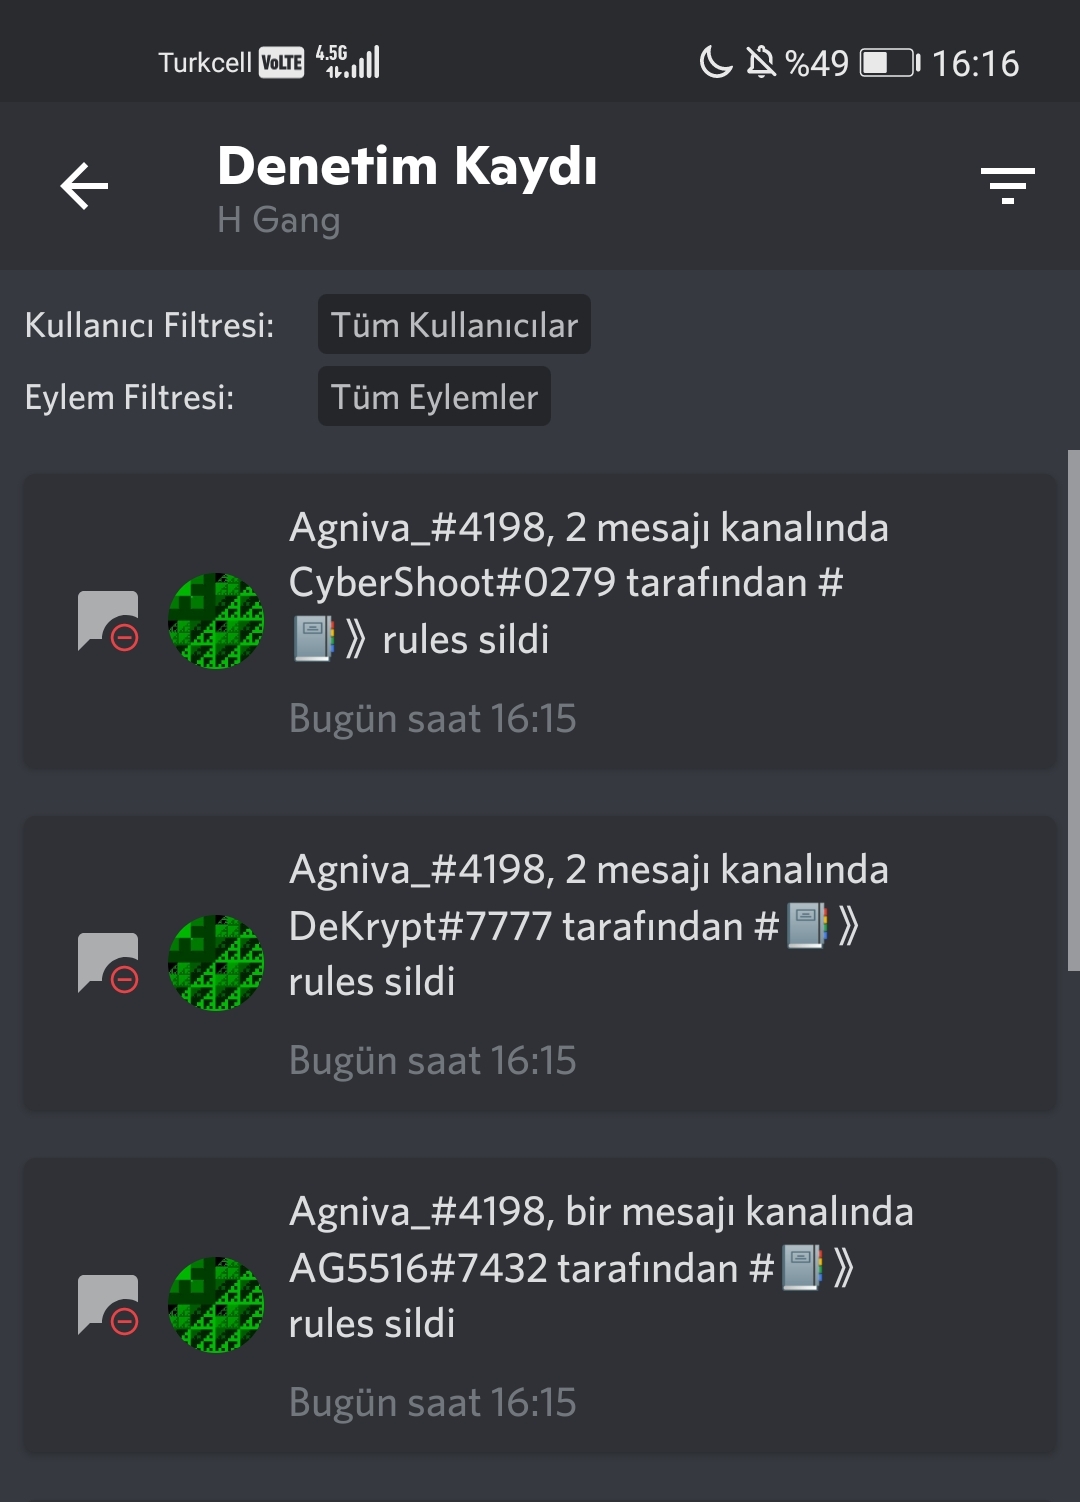 Turkcell VoLTE 4.5G %49 16:16
Denetim Kaydı
H Gang
Kullanıcı Filtresi: Tüm Kullanıcılar
Eylem Filtresi: Tüm Eylemler
Agniva_#4198, 2 mesajı kanalında
CyberShoot#0279 tarafından #
📔》 rules sildi
Bugün saat 16:15
Agniva_#4198, 2 mesajı kanalında
DeKrypt#7777 tarafından #📔》
rules sildi
Bugün saat 16:15
Agniva_#4198, bir mesajı kanalında
AG5516#7432 tarafından #📔》
rules sildi
Bugün saat 16:15